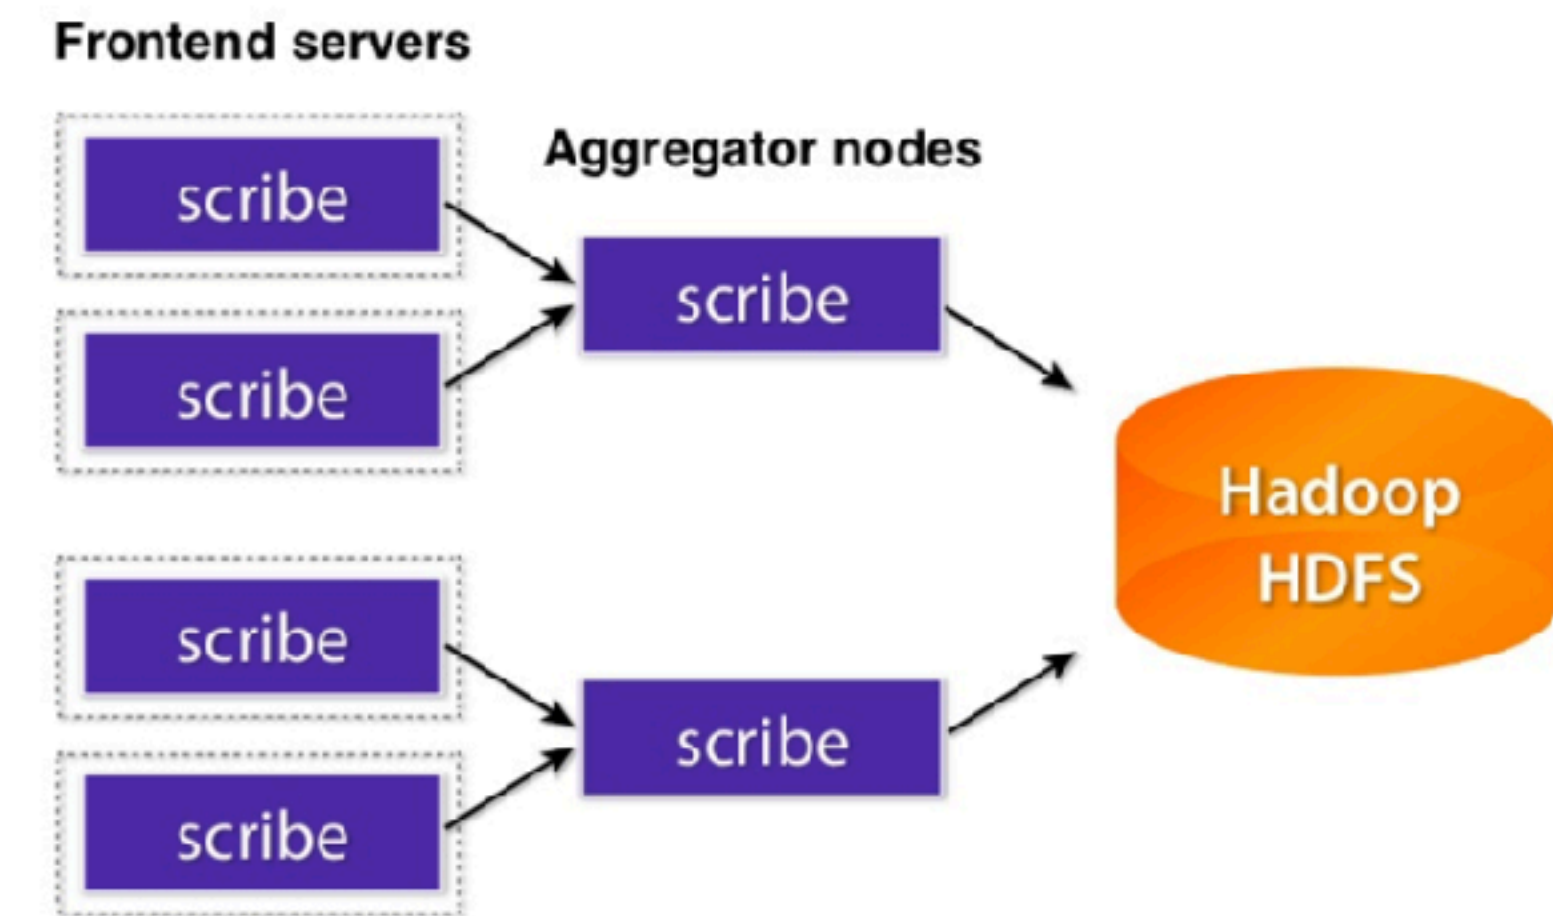 Frontend servers
Aggregator nodes
scribe
scribe
scribe
Hadoop
HDFS
scribe
scribe
scribe